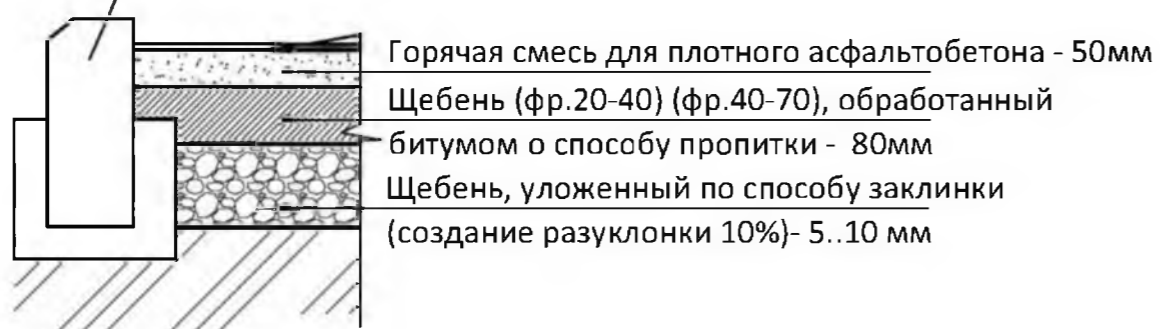 Горячая смесь для плотного асфальтобетона - 50мм
Щебень (фр.20-40) (фр.40-70), обработанный
битумом о способу пропитки - 80мм
Щебень, уложенный по способу заклинки
(создание разуклонки 10%)- 5..10 мм